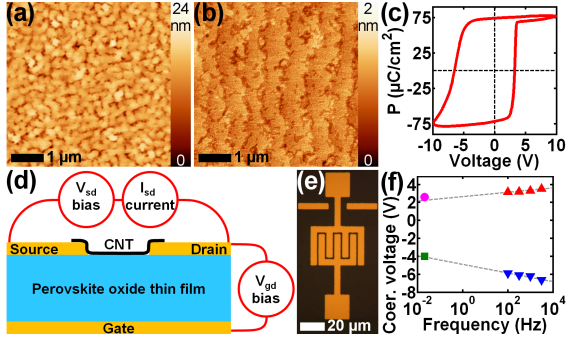 (a)
24
nm
0
1 µm
(b)
2
nm
0
1 µm
(c)
P (µC/cm²)
75
0
-75
-10
-5
0
5
10
Voltage (V)
(d)
Vsd
bias
Isd
current
Source
CNT
Drain
Perovskite oxide thin film
Vgd
bias
Gate
(e)
20 µm
(f)
Coer. voltage (V)
4
2
0
-2
-4
-6
-8
10⁻²
10⁰
10²
10⁴
Frequency (Hz)